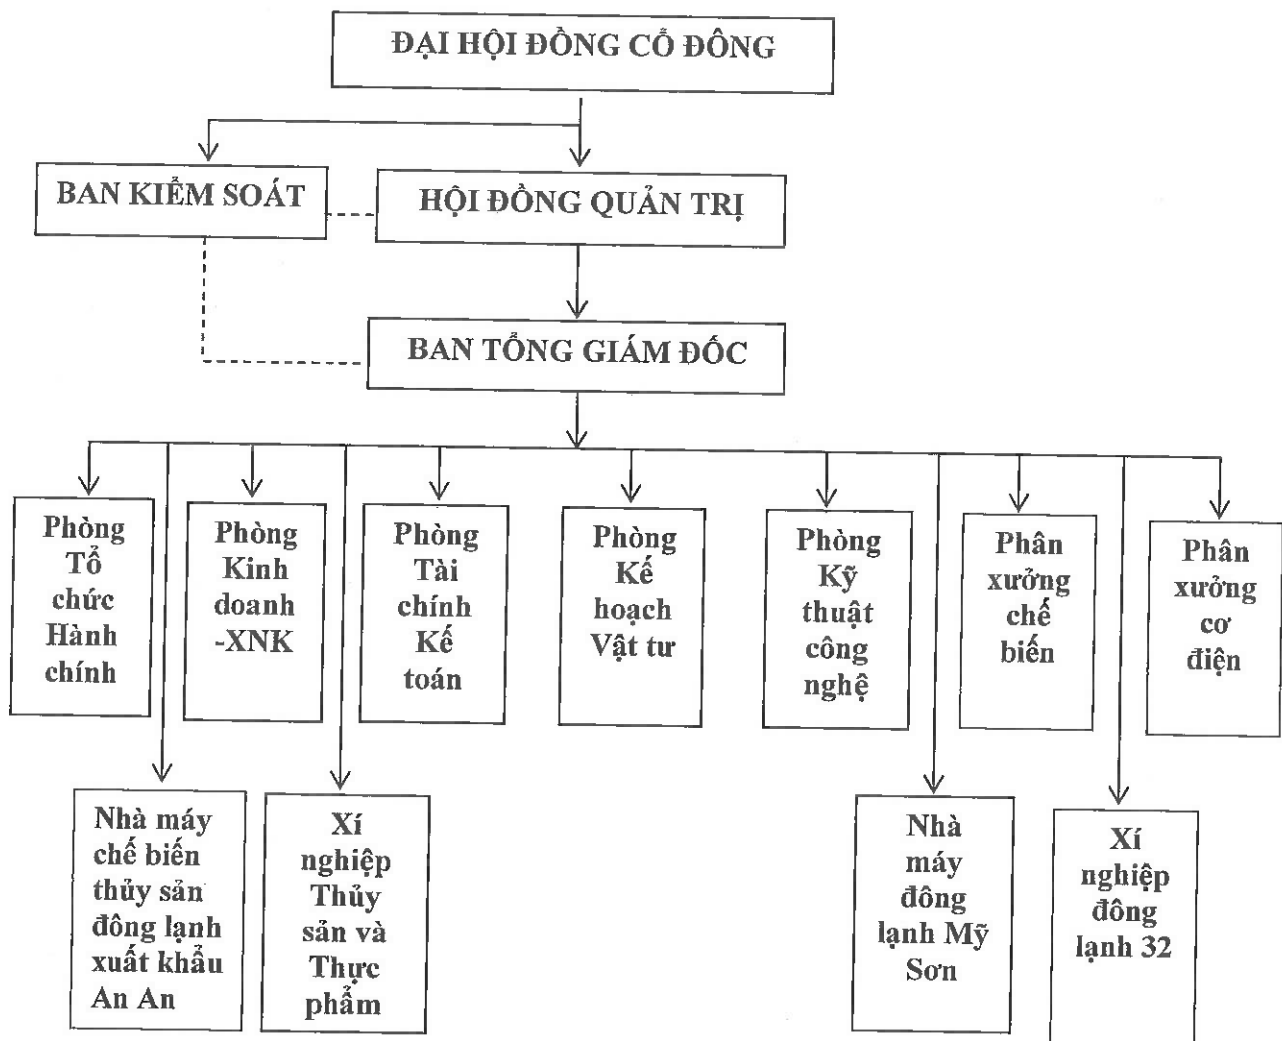 ĐẠI HỘI ĐỒNG CỔ ĐÔNG
BAN KIỂM SOÁT
HỘI ĐỒNG QUẢN TRỊ
BAN TỔNG GIÁM ĐỐC
Phòng
Tổ
chức
Hành
chính
Phòng
Kinh
doanh
-XNK
Phòng
Tài
chính
Kế
toán
Phòng
Kế
hoạch
Vật tư
Phòng
Kỹ
thuật
công
nghệ
Phân
xưởng
chế
biến
Phân
xưởng
cơ
điện
Nhà máy
chế biến
thủy sản
đông lạnh
xuất khẩu
An An
Xí
nghiệp
Thủy
sản và
Thực
phẩm
Nhà
máy
đông
lạnh Mỹ
Sơn
Xí
nghiệp
đông
lạnh 32